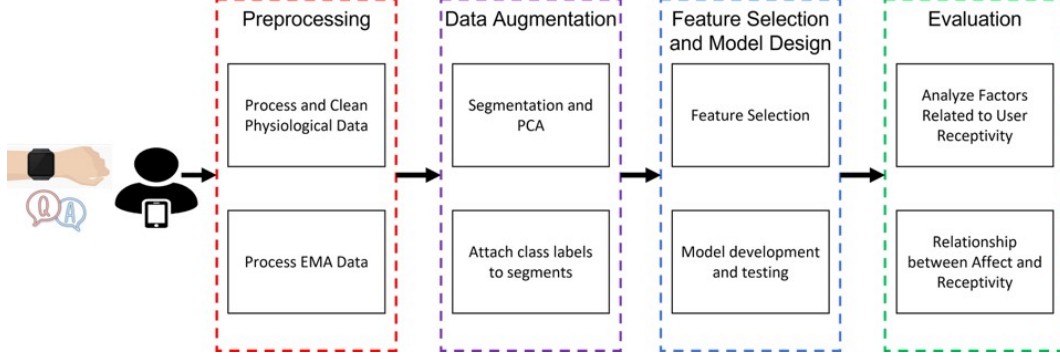 Preprocessing
Process and Clean
Physiological Data
Process EMA Data
Data Augmentation
Segmentation and
PCA
Attach class labels
to segments
Feature Selection
and Model Design
Feature Selection
Model development
and testing
Evaluation
Analyze Factors
Related to User
Receptivity
Relationship
between Affect and
Receptivity
Q A